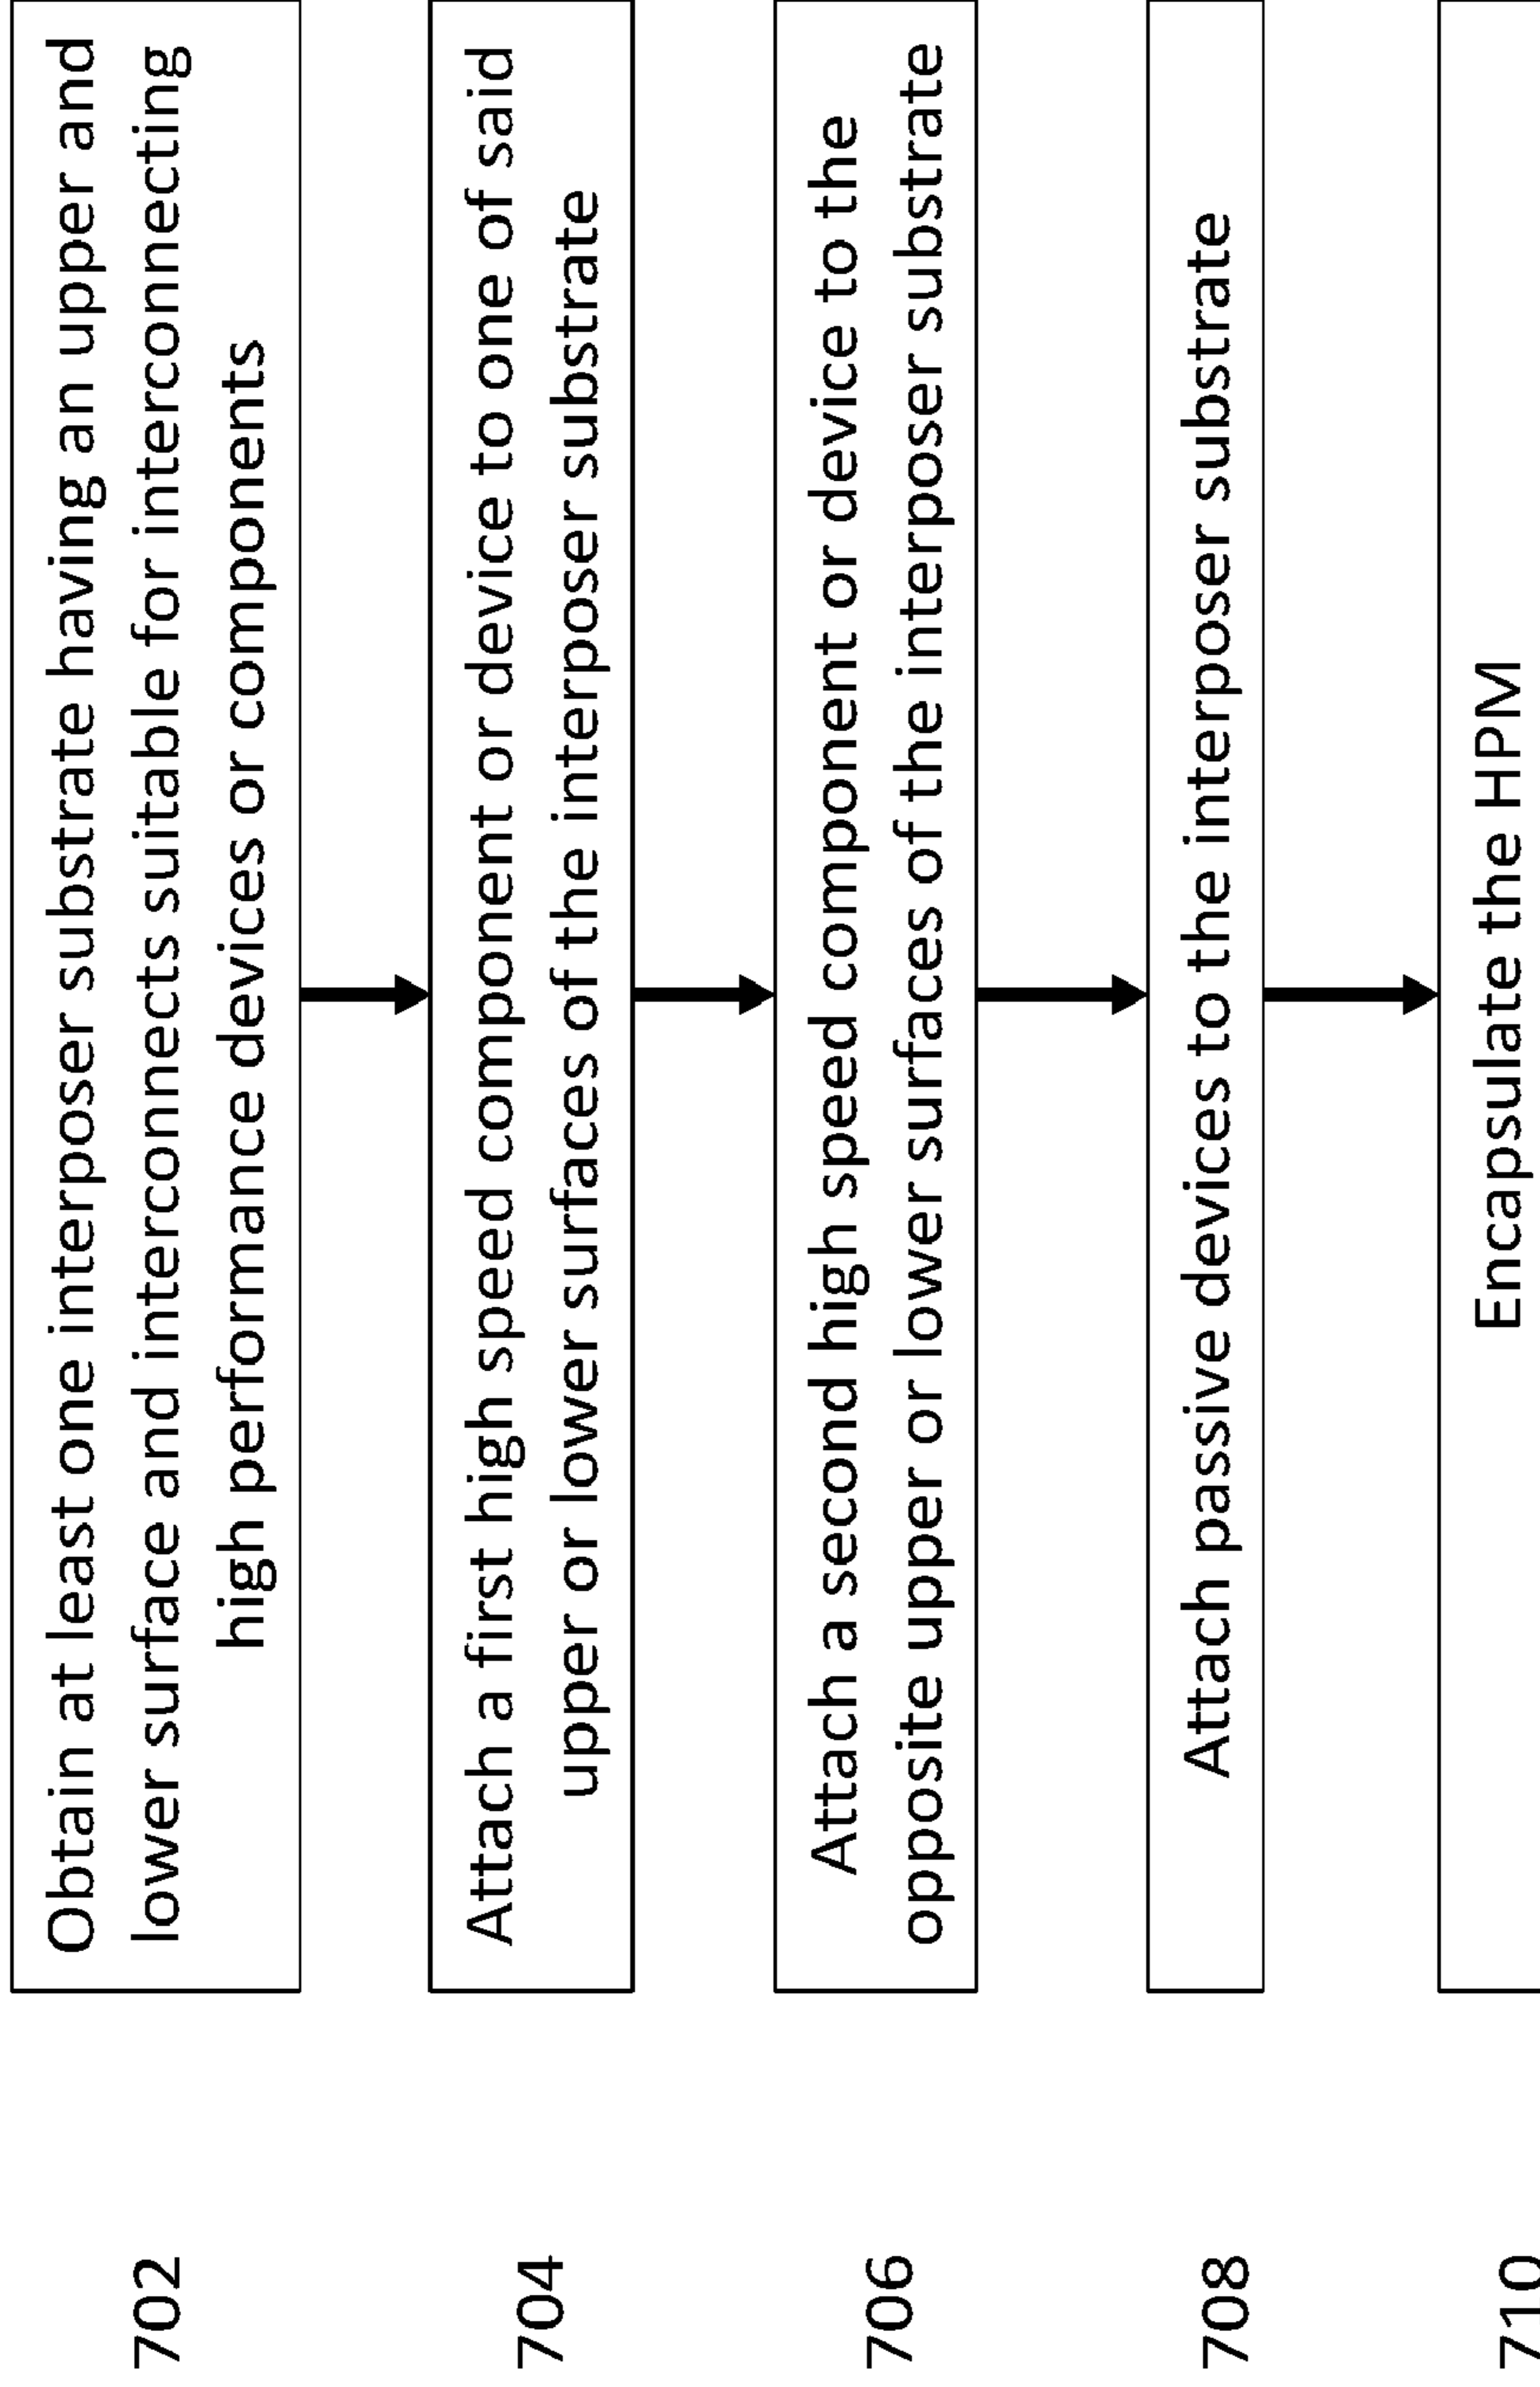 702
Obtain at least one interposer substrate having an upper and
lower surface and interconnects suitable for interconnecting
high performance devices or components
704
Attach a first high speed component or device to one of said
upper or lower surfaces of the interposer substrate
706
Attach a second high speed component or device to the
opposite upper or lower surfaces of the interposer substrate
708
Attach passive devices to the interposer substrate
710
Encapsulate the HPM